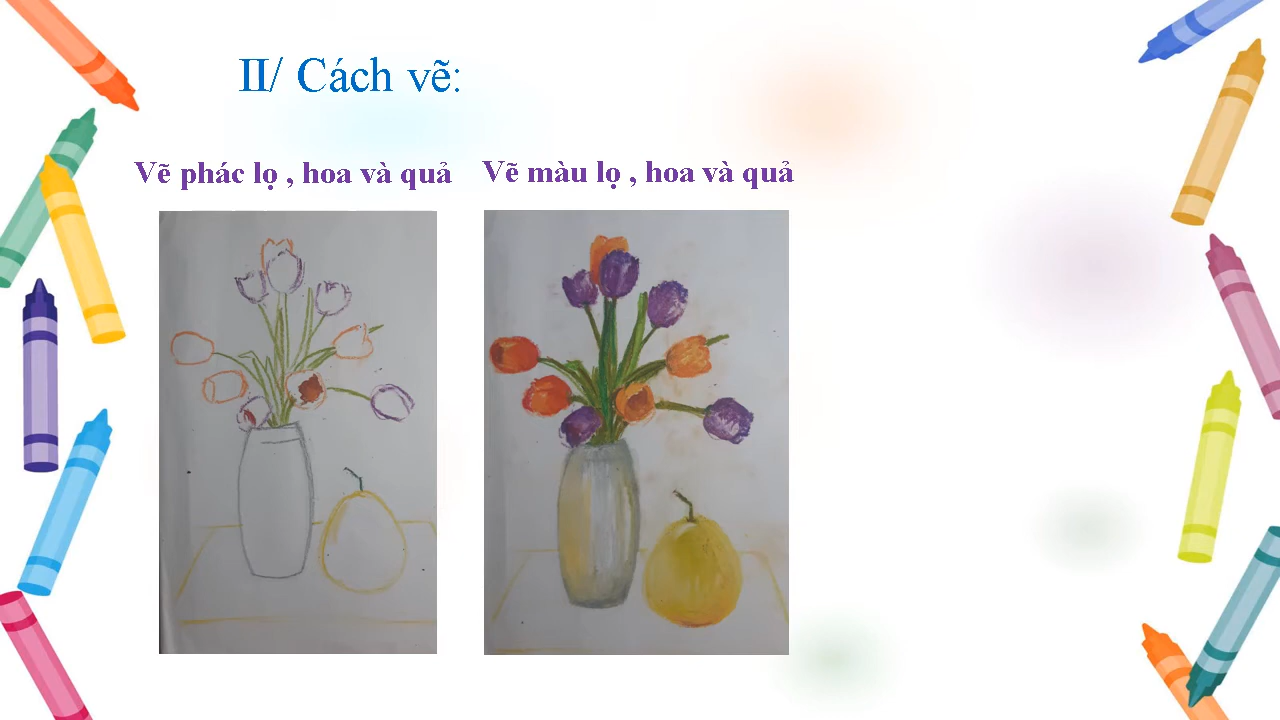 II/ Cách vẽ:
Vẽ phác lọ , hoa và quả
Vẽ màu lọ , hoa và quả